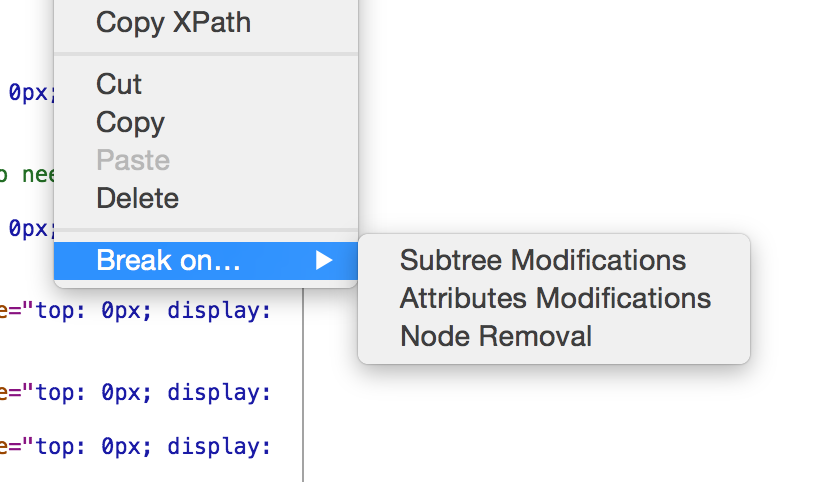 Copy XPath
Cut
0px;
Copy
Paste
nee
Delete
0px;
Break on...
Subtree Modifications
Attributes Modifications
Node Removal
e="top: 0px; display:
e="top: 0px; display:
e="top: 0px; display: